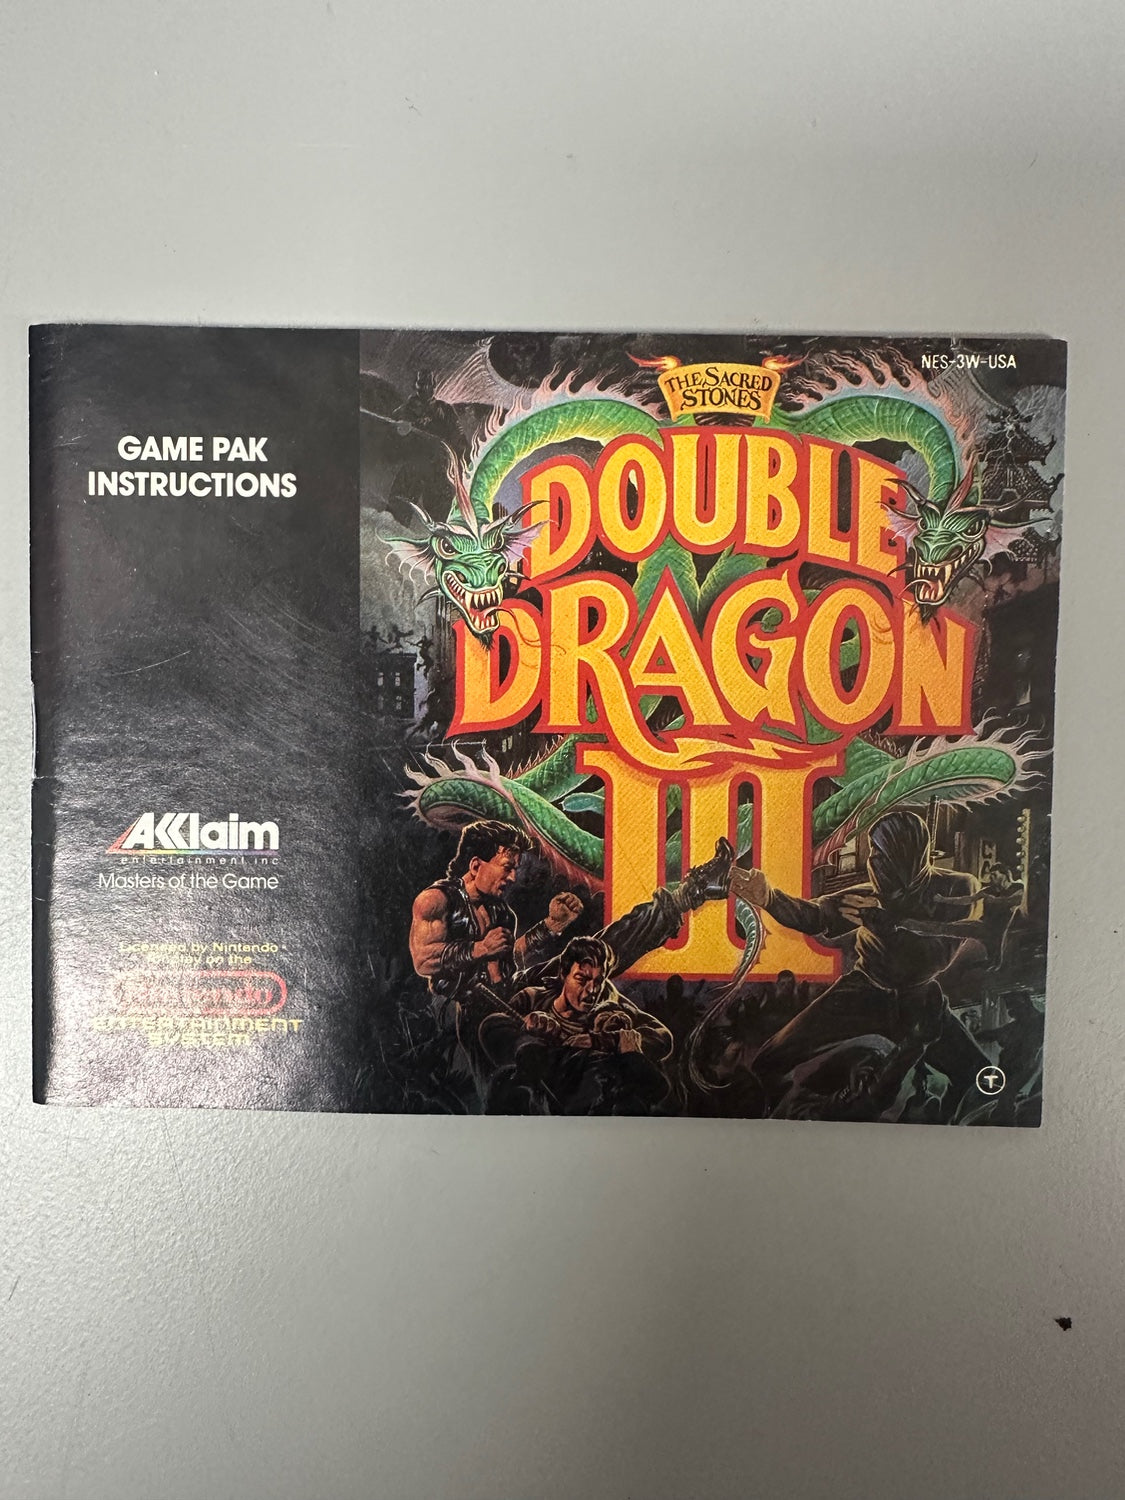 GAME PAK
INSTRUCTIONS
AKKlaim
entertainment inc
Masters of the Game
Licensed by Nintendo
for play on the
Nintendo
ENTERTAINMENT
SYSTEM
NES-3W-USA
THE SACRED
STONES
DOUBLE
DRAGON
III
T